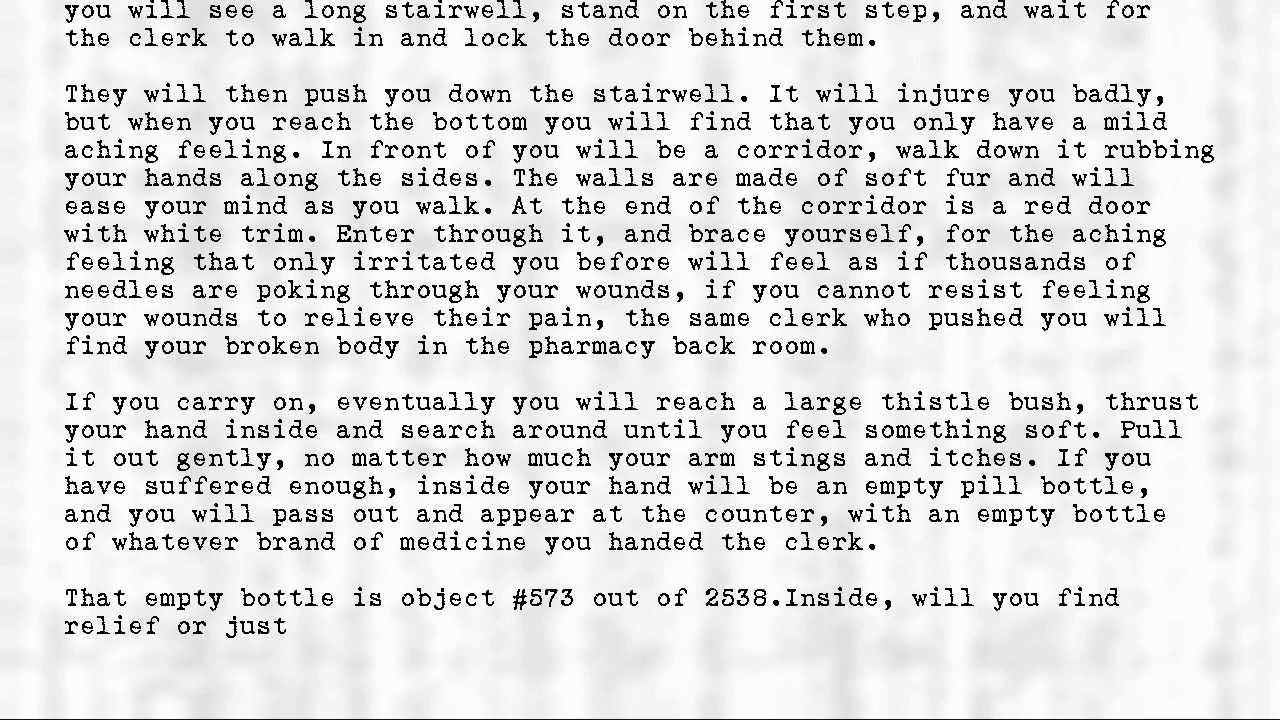 you will see a long stairwell, stand on the first step, and wait for
the clerk to walk in and lock the door behind them.
They will then push you down the stairwell. It will injure you badly,
but when you reach the bottom you will find that you only have a mild
aching feeling. In front of you will be a corridor, walk down it rubbing
your hands along the sides. The walls are made of soft fur and will
ease your mind as you walk. At the end of the corridor is a red door
with white trim. Enter through it, and brace yourself, for the aching
feeling that only irritated you before will feel as if thousands of
needles are poking through your wounds, if you cannot resist feeling
your wounds to relieve their pain, the same clerk who pushed you will
find your broken body in the pharmacy back room.
If you carry on, eventually you will reach a large thistle bush, thrust
your hand inside and search around until you feel something soft. Pull
it out gently, no matter how much your arm stings and itches. If you
have suffered enough, inside your hand will be an empty pill bottle,
and you will pass out and appear at the counter, with an empty bottle
of whatever brand of medicine you handed the clerk.
That empty bottle is object #573 out of 2538.Inside, will you find
relief or just